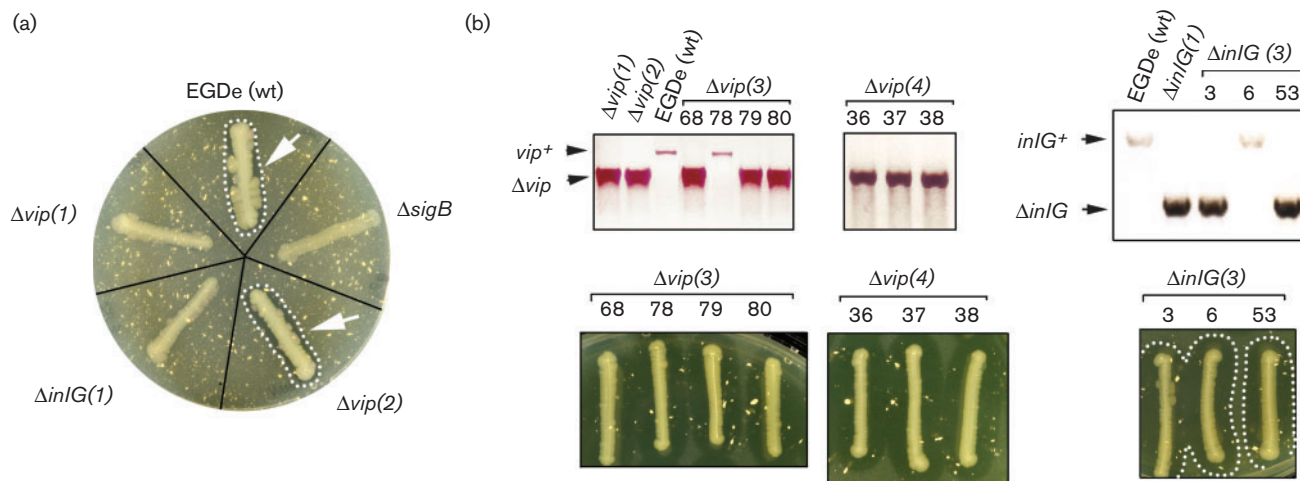 (a)
EGDe (wt)
Δvip(1)
ΔsigB
ΔinlG(1)
Δvip(2)
(b)
Δvip(1)
Δvip(2)
EGDe (wt)
Δvip(3)
68 78 79 80
vip+
Δvip
Δvip(4)
36 37 38
EGDe (wt)
ΔinlG(1)
ΔinlG (3)
3 6 53
inlG+
ΔinlG
Δvip(3)
68 78 79 80
Δvip(4)
36 37 38
ΔinlG(3)
3 6 53